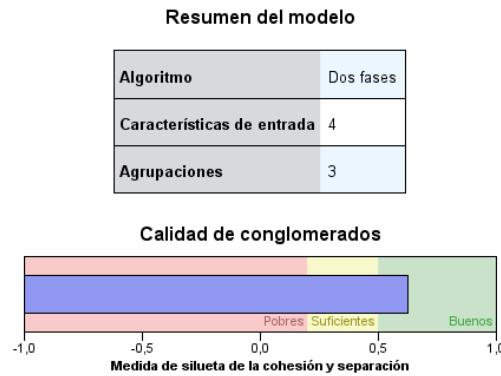 Resumen del modelo
Algoritmo Dos fases
Características de entrada 4
Agrupaciones 3
Calidad de conglomerados
Pobres Suficientes Buenos
-1,0 -0,5 0,0 0,5 1,0
Medida de silueta de la cohesión y separación